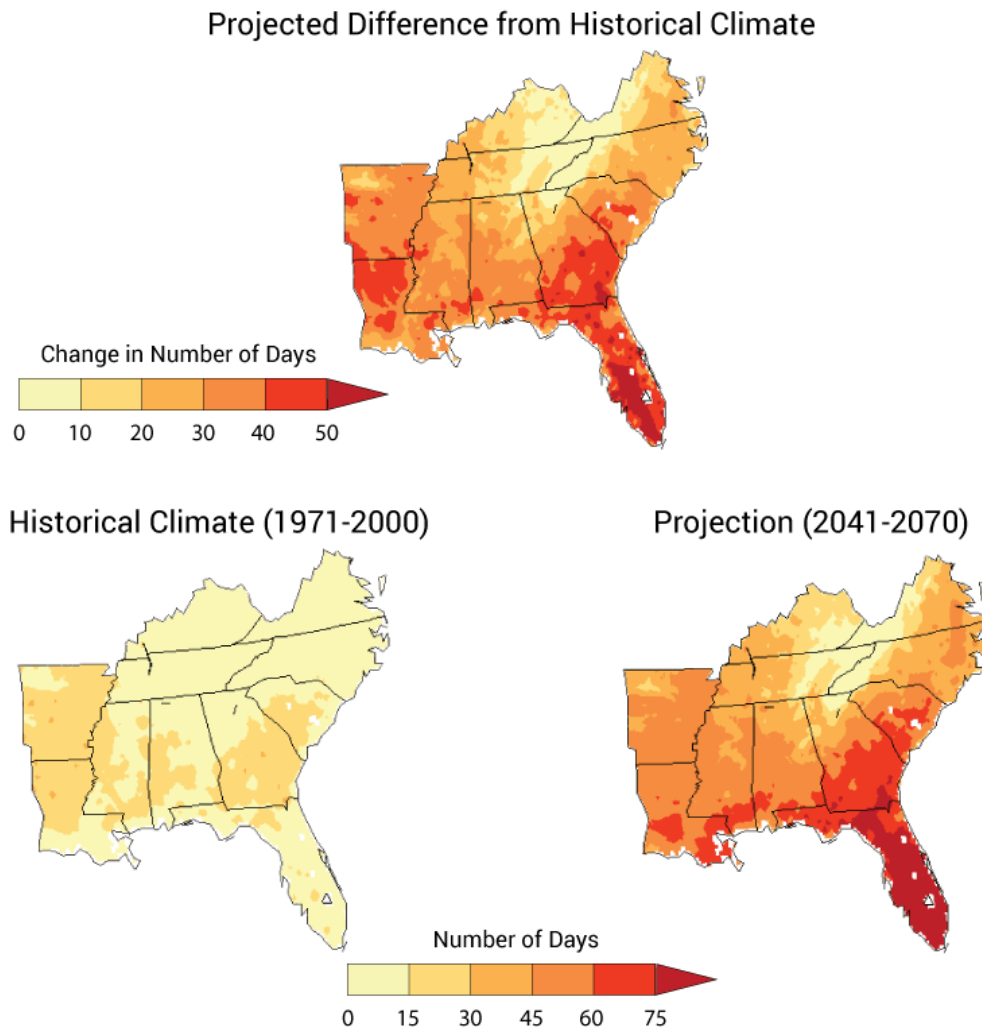 Projected Difference from Historical Climate
Change in Number of Days
0 10 20 30 40 50
Historical Climate (1971-2000)
Projection (2041-2070)
Number of Days
0 15 30 45 60 75